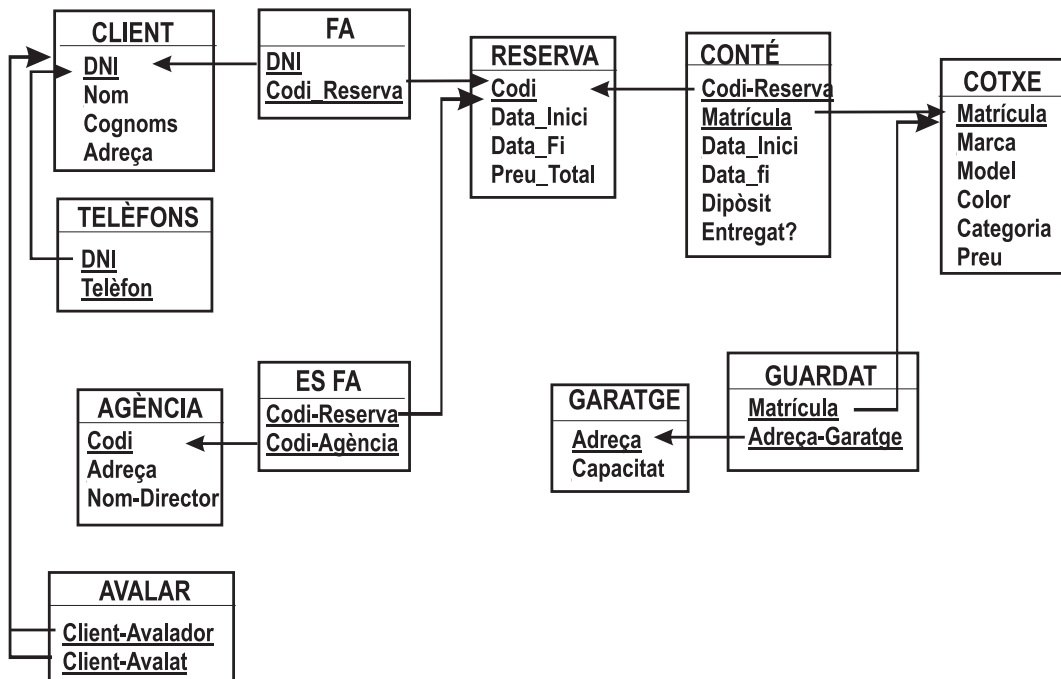 CLIENT
DNI
Nom
Cognoms
Adreça
FA
DNI
Codi_Reserva
RESERVA
Codi
Data_Inici
Data_Fi
Preu_Total
CONTÉ
Codi-Reserva
Matrícula
Data_Inici
Data_fi
Dipòsit
Entregat?
COTXE
Matrícula
Marca
Model
Color
Categoria
Preu
TELÈFONS
DNI
Telèfon
AGÈNCIA
Codi
Adreça
Nom-Director
ES FA
Codi-Reserva
Codi-Agència
GARATGE
Adreça
Capacitat
GUARDAT
Matrícula
Adreça-Garatge
AVALAR
Client-Avalador
Client-Avalat